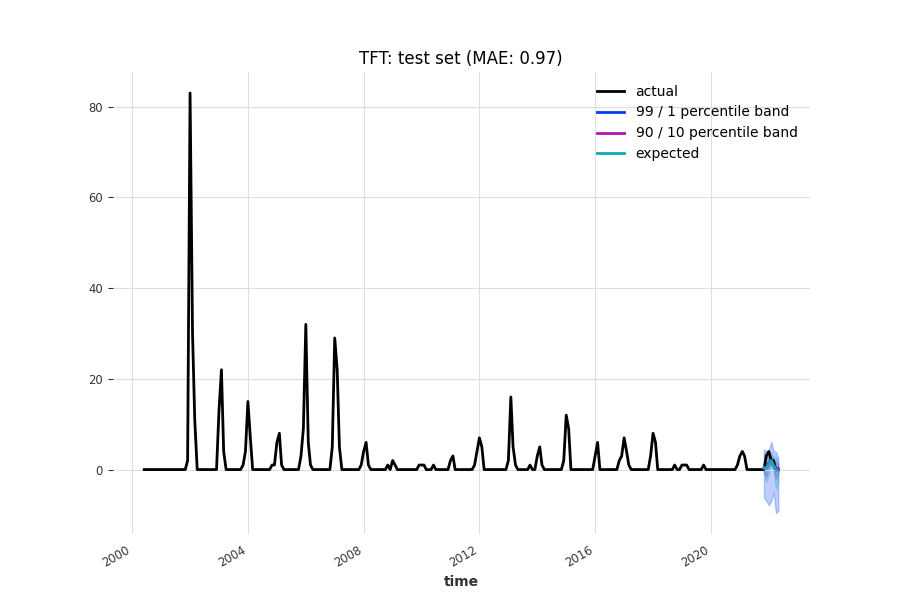 TFT: test set (MAE: 0.97)
actual
99 / 1 percentile band
90 / 10 percentile band
expected
80
60
40
20
0
2000
2004
2008
2012
2016
2020
time